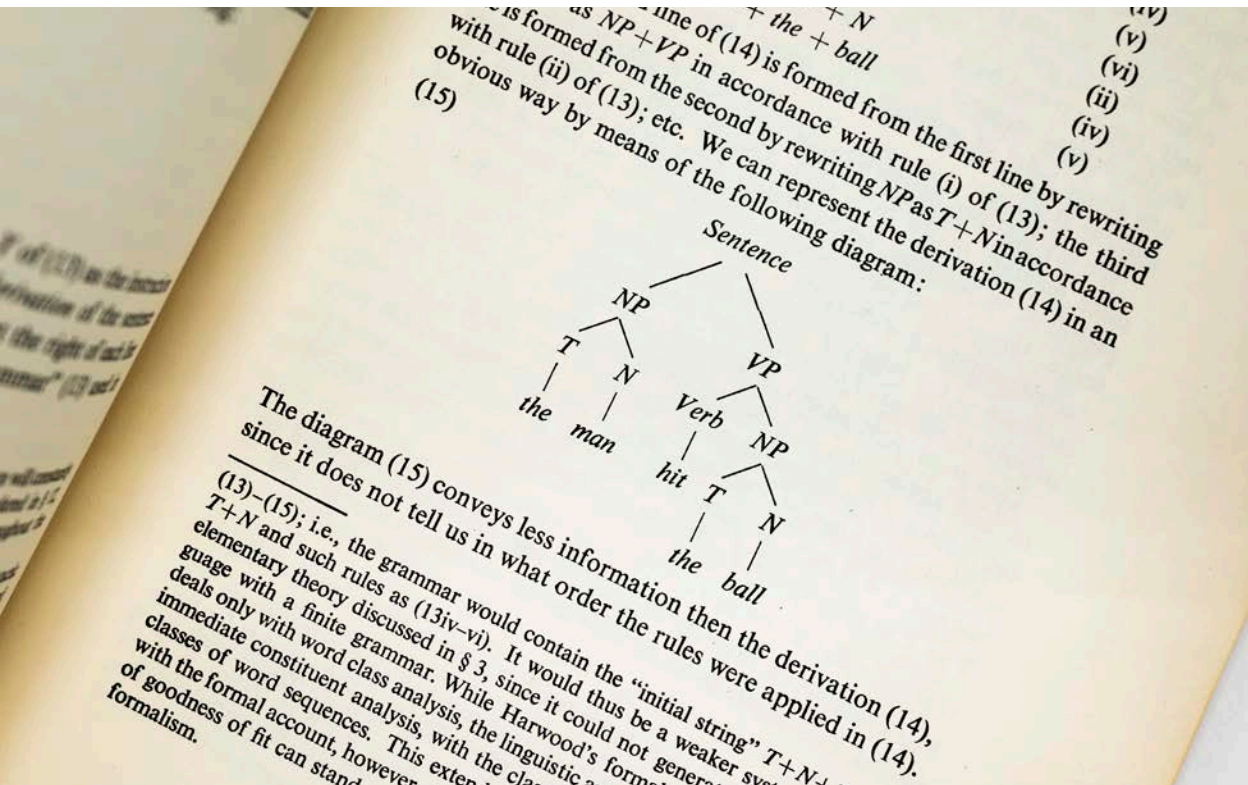 + N
(iv)
+ the + ball
(v)
(vi)
(ii)
(iv)
(v)
line of (14) is formed from the first line by rewriting
as NP+VP in accordance with rule (i) of (13); the third
is formed from the second by rewriting NP as T+N in accordance
with rule (ii) of (13); etc. We can represent the derivation (14) in an
obvious way by means of the following diagram:
(15)
Sentence
NP
VP
T
N
Verb
NP
the
man
hit
T
N
the
ball
The diagram (15) conveys less information then the derivation (14),
since it does not tell us in what order the rules were applied in (14).
(13)–(15); i.e., the grammar would contain the “initial string” T+N+
T+N and such rules as (13iv–vi). It would thus be a weaker
elementary theory discussed in § 3, since it could not
guage with a finite grammar. While Harwood's
deals only with word class analysis, the linguistic
immediate constituent analysis, with the
classes of word sequences. This
with the formal account, however
of goodness of fit can
formalism.